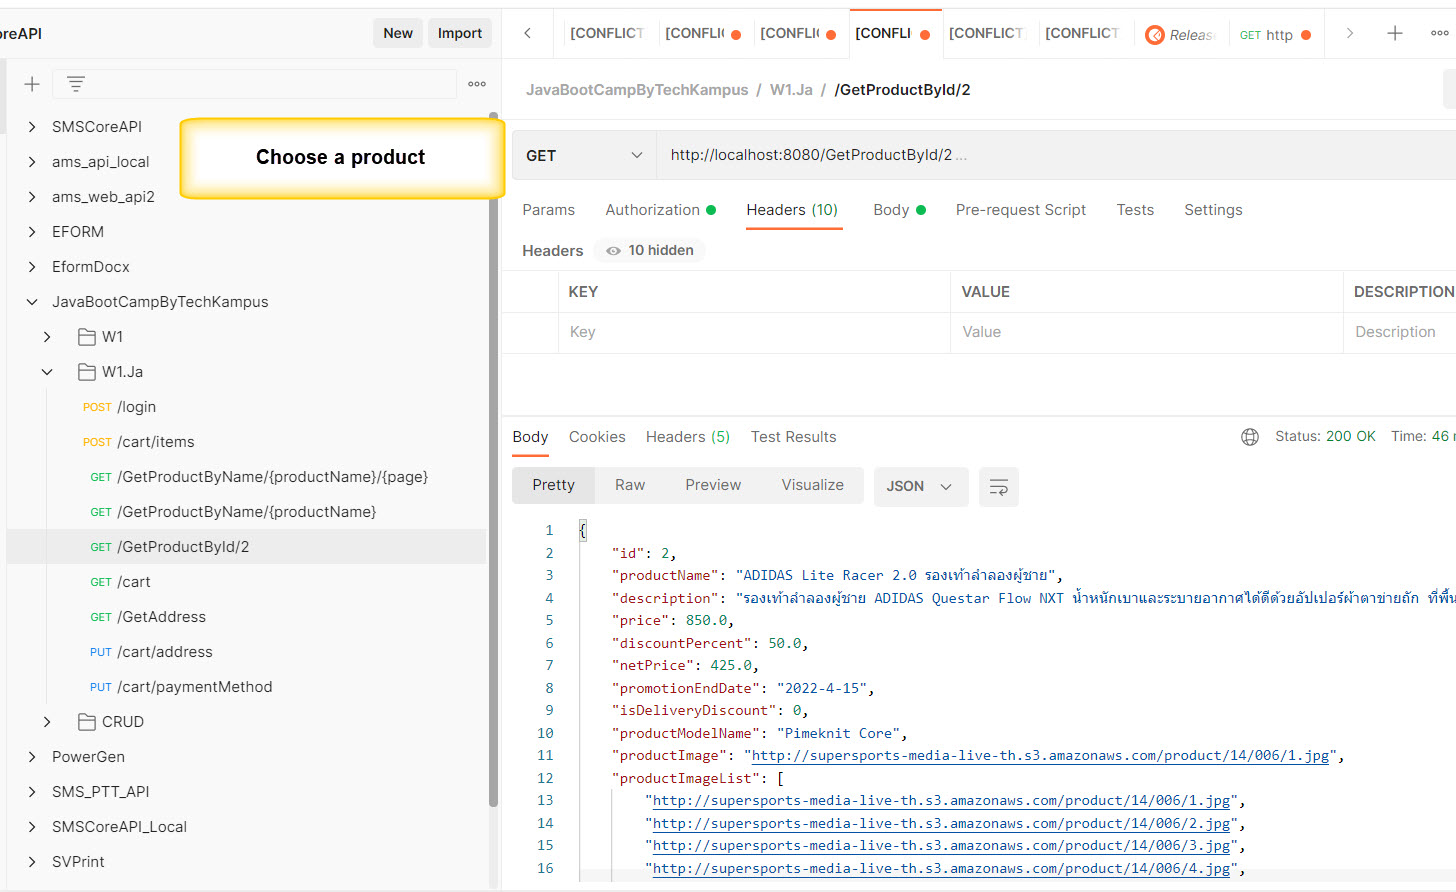 oreAPI
New
Import
[CONFLICT
[CONFLI
[CONFLI
[CONFLI
[CONFLICT]
[CONFLICT
Releas
GET http
JavaBootCampByTechKampus / W1.Ja / /GetProductById/2
SMSCoreAPI
ams_api_local
ams_web_api2
EFORM
EformDocx
JavaBootCampByTechKampus
W1
W1.Ja
POST /login
POST /cart/items
GET /GetProductByName/{productName}/{page}
GET /GetProductByName/{productName}
GET /GetProductById/2
GET /cart
GET /GetAddress
PUT /cart/address
PUT /cart/paymentMethod
CRUD
PowerGen
SMS_PTT_API
SMSCoreAPI_Local
SVPrint
Choose a product
GET
http://localhost:8080/GetProductById/2 ...
Params
Authorization
Headers (10)
Body
Pre-request Script
Tests
Settings
Headers
10 hidden
KEY
VALUE
DESCRIPTION
Key
Value
Description
Body
Cookies
Headers (5)
Test Results
Status: 200 OK
Time: 46
Pretty
Raw
Preview
Visualize
JSON
1 {
2 "id": 2,
3 "productName": "ADIDAS Lite Racer 2.0 รองเท้าลำลองผู้ชาย",
4 "description": "รองเท้าลำลองผู้ชาย ADIDAS Questar Flow NXT น้ำหนักเบาและระบายอากาศได้ดีด้วยอัปเปอร์ผ้าตาข่ายถัก ที่พื้น
5 "price": 850.0,
6 "discountPercent": 50.0,
7 "netPrice": 425.0,
8 "promotionEndDate": "2022-4-15",
9 "isDeliveryDiscount": 0,
10 "productModelName": "Pimeknit Core",
11 "productImage": "http://supersports-media-live-th.s3.amazonaws.com/product/14/006/1.jpg",
12 "productImageList": [
13 "http://supersports-media-live-th.s3.amazonaws.com/product/14/006/1.jpg",
14 "http://supersports-media-live-th.s3.amazonaws.com/product/14/006/2.jpg",
15 "http://supersports-media-live-th.s3.amazonaws.com/product/14/006/3.jpg",
16 "http://supersports-media-live-th.s3.amazonaws.com/product/14/006/4.jpg",